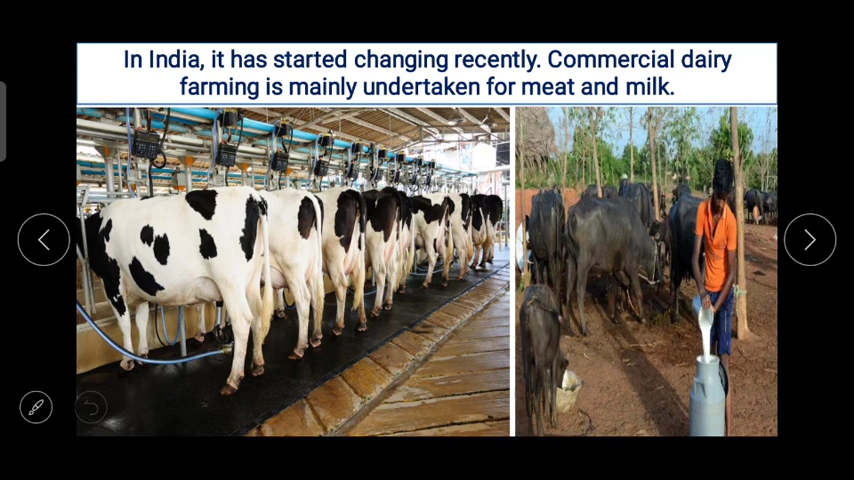 In India, it has started changing recently. Commercial dairy
farming is mainly undertaken for meat and milk.